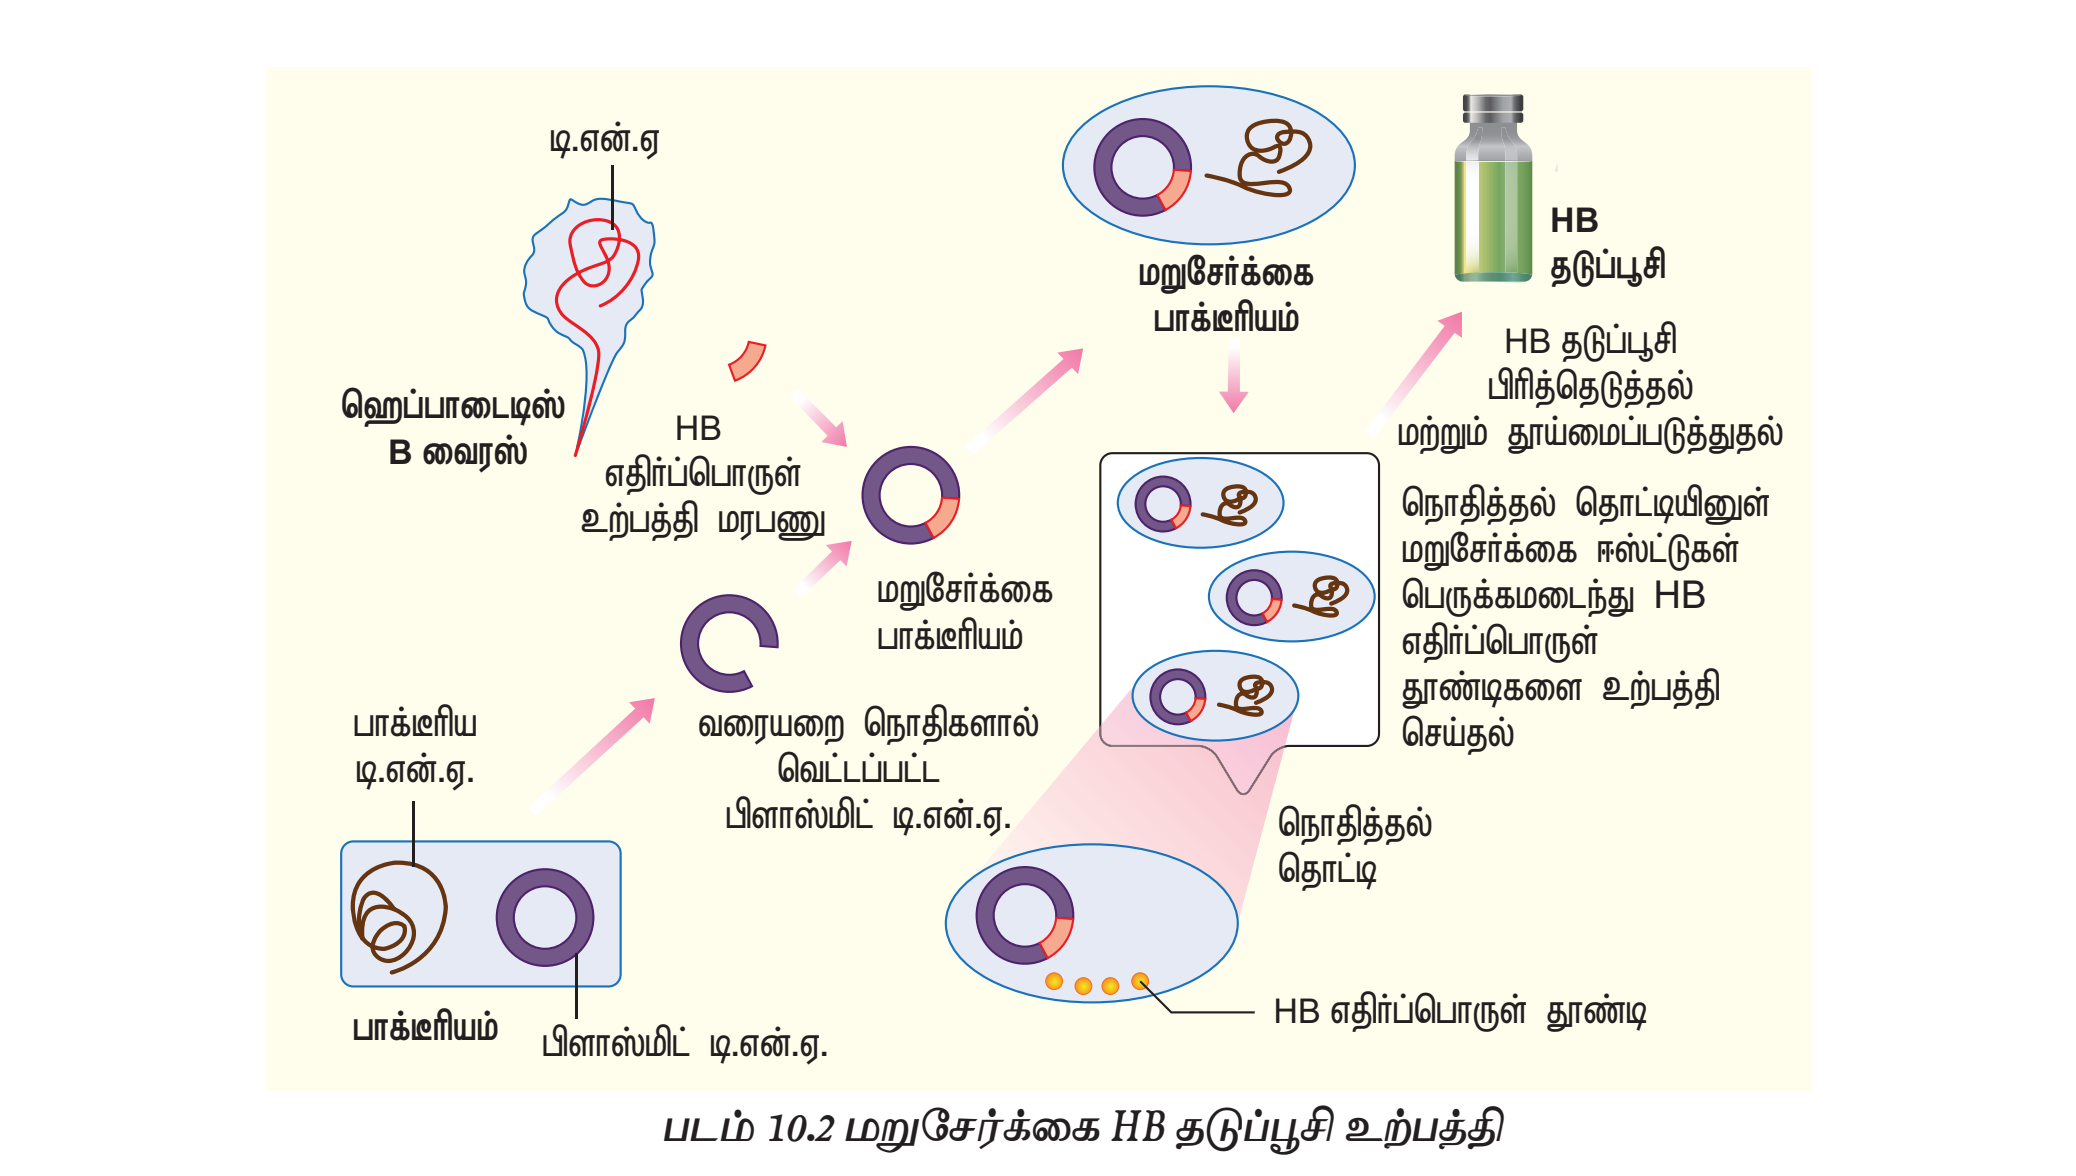 டி.என்.ஏ
ஹெப்பாடைடிஸ்
B வைரஸ்
HB
எதிர்ப்பொருள்
உற்பத்தி மரபணு
மறுசேர்க்கை
பாக்டீரியம்
பாக்டீரிய
டி.என்.ஏ.
பாக்டீரியம்
பிளாஸ்மிட் டி.என்.ஏ.
வரையறை நொதிகளால்
வெட்டப்பட்ட
பிளாஸ்மிட் டி.என்.ஏ.
மறுசேர்க்கை
பாக்டீரியம்
HB
தடுப்பூசி
HB தடுப்பூசி
பிரித்தெடுத்தல்
மற்றும் தூய்மைப்படுத்துதல்
நொதித்தல் தொட்டியினுள்
மறுசேர்க்கை ஈஸ்ட்டுகள்
பெருக்கமடைந்து HB
எதிர்ப்பொருள்
தூண்டிகளை உற்பத்தி
செய்தல்
நொதித்தல்
தொட்டி
HB எதிர்ப்பொருள் தூண்டி
படம் 10.2 மறுசேர்க்கை HB தடுப்பூசி உற்பத்தி